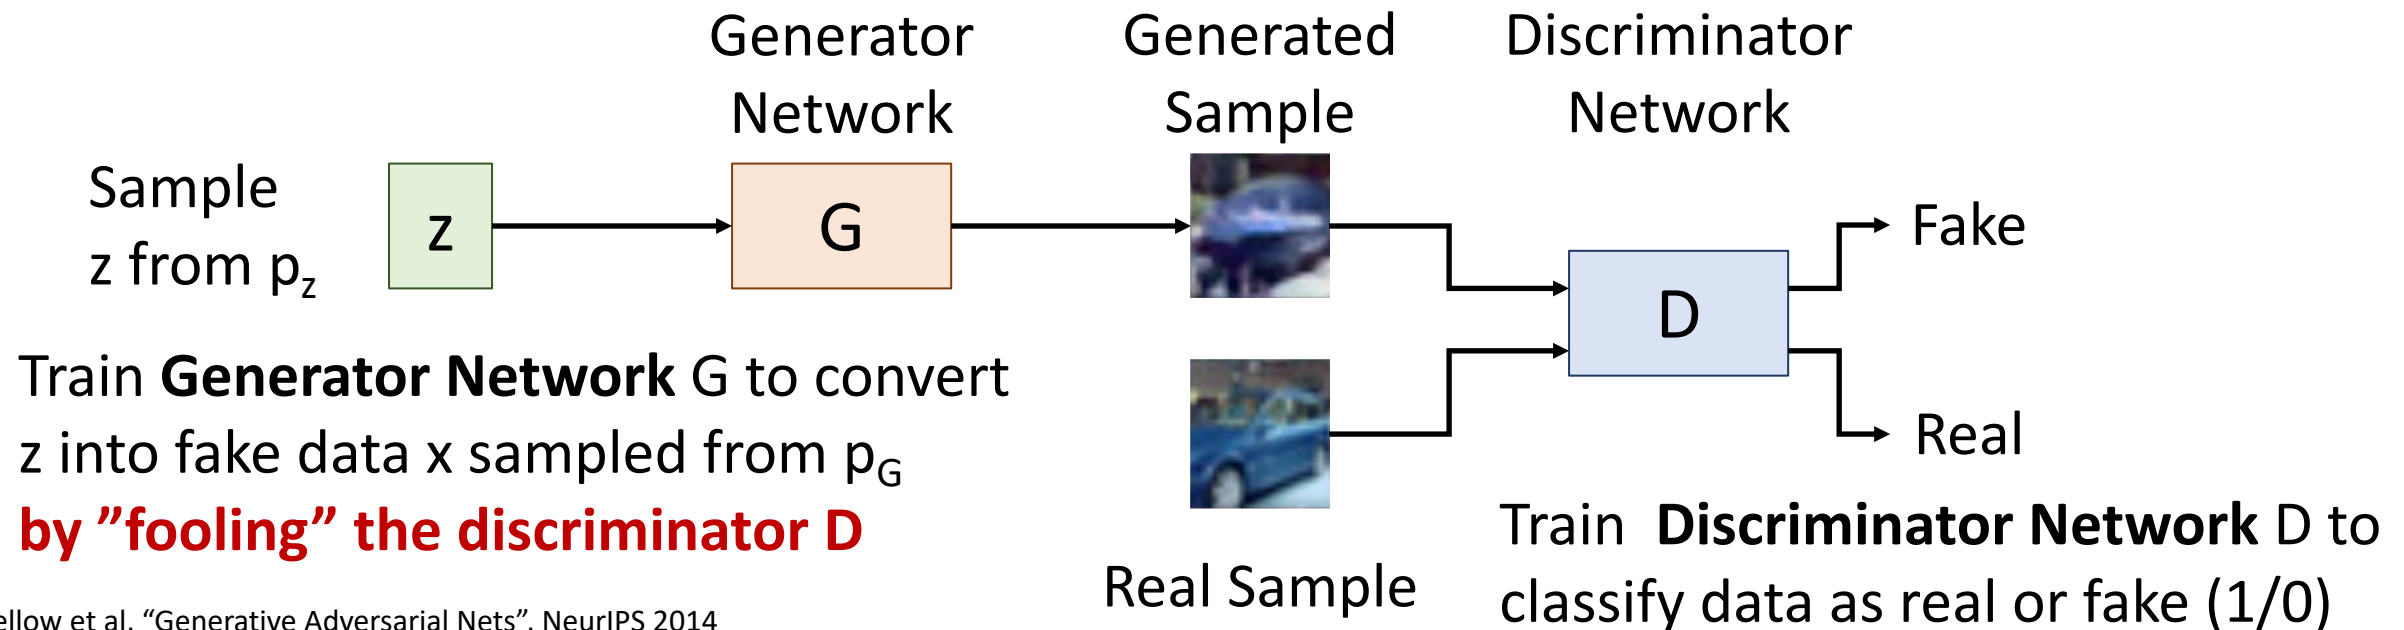 Generator
Network
Generated
Sample
Discriminator
Network
Sample
z from pz
z
G
D
Fake
Real
Train Generator Network G to convert
z into fake data x sampled from pG
by ”fooling” the discriminator D
Real Sample
Train Discriminator Network D to
classify data as real or fake (1/0)
et al. “Generative Adversarial Nets”. NeurIPS 2014